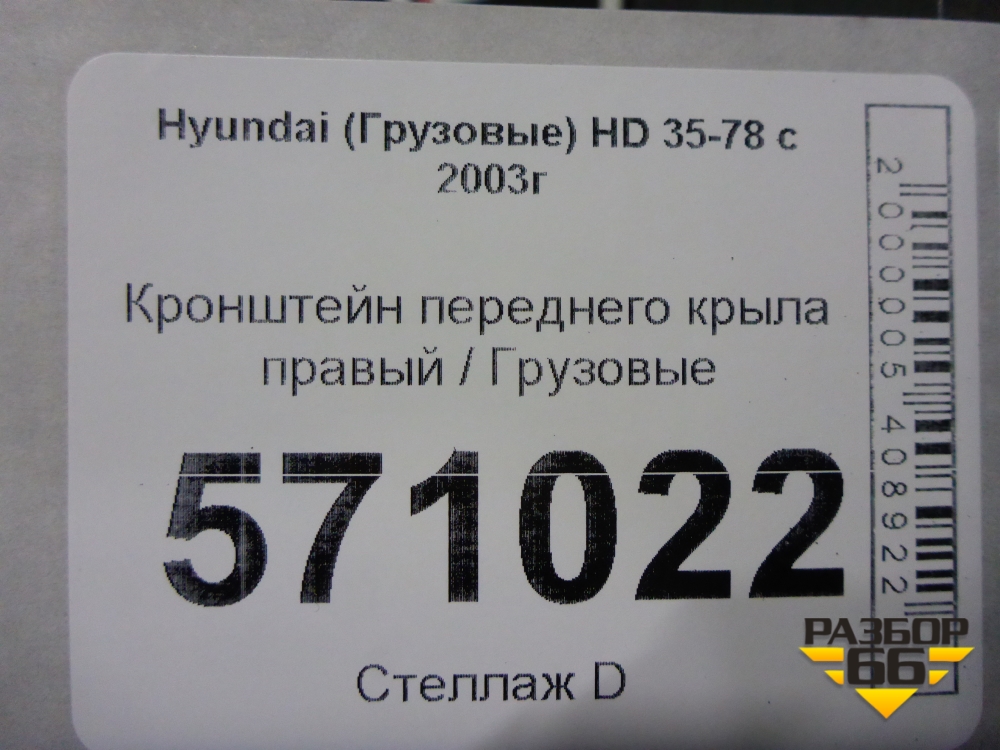 Hyundai (Грузовые) HD 35-78 с
2003г
Кронштейн переднего крыла
правый / Грузовые
571022
Стеллаж D
2000005408922
РАЗБОР
66